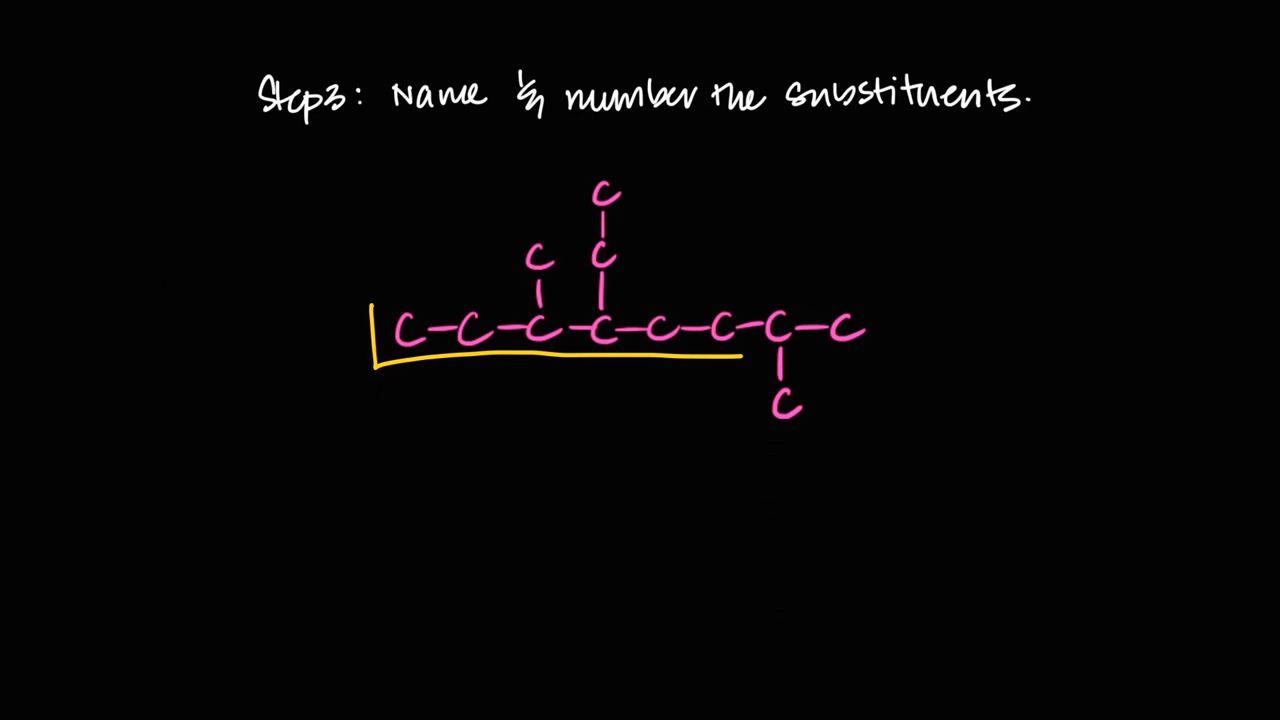 Step3: Name & number the substituents.
C
C C
C-C-C-C-C-C-C-C
C